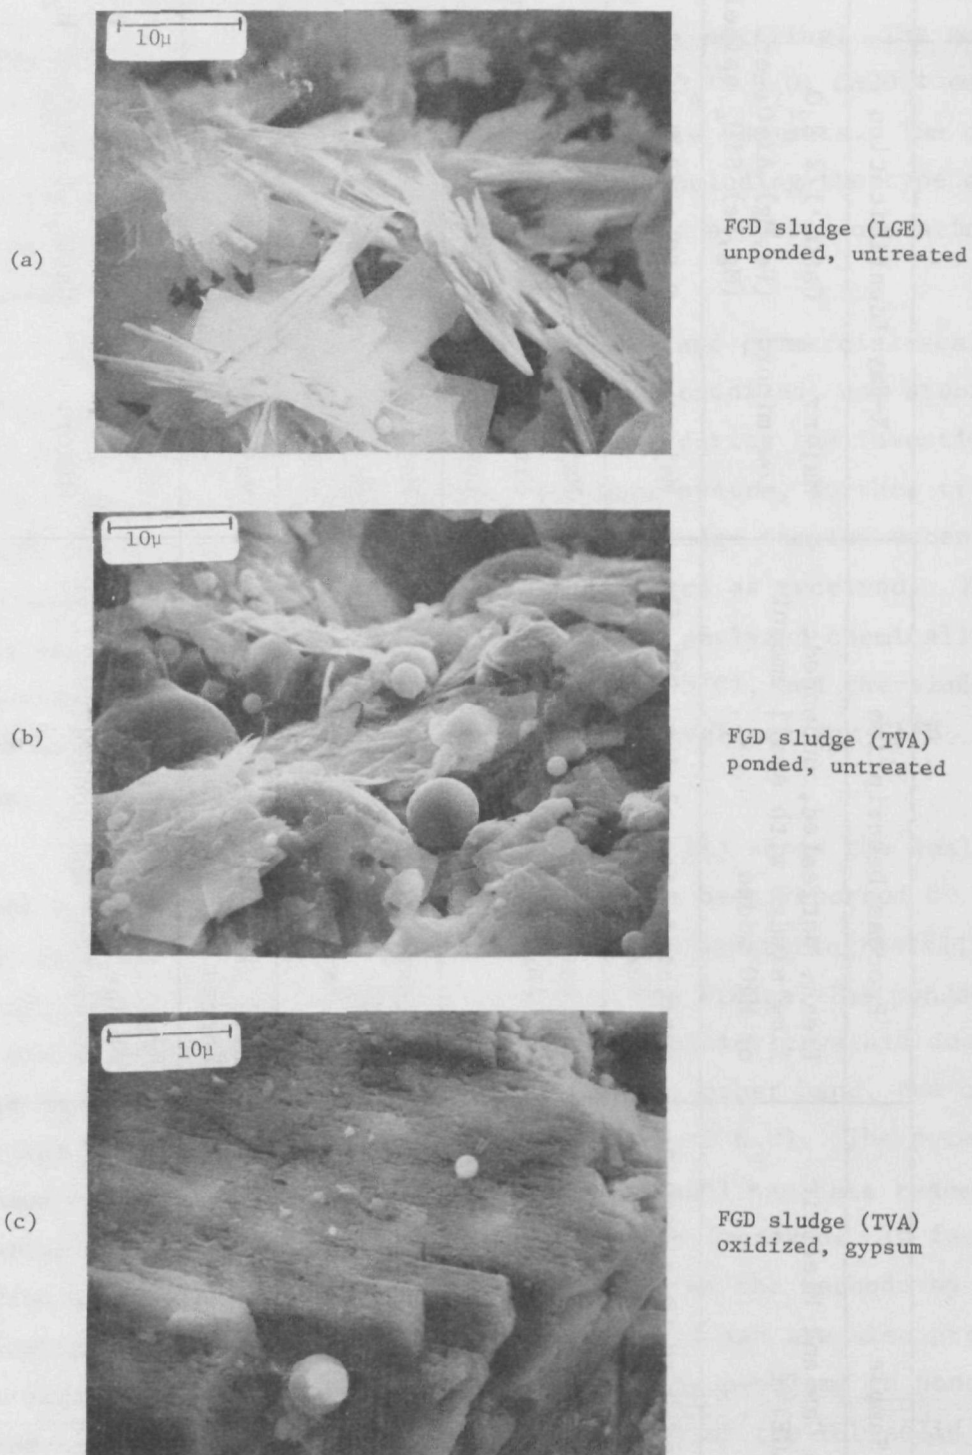 10μ
(a)
FGD sludge (LGE)
unponded, untreated
10μ
(b)
FGD sludge (TVA)
ponded, untreated
10μ
(c)
FGD sludge (TVA)
oxidized, gypsum